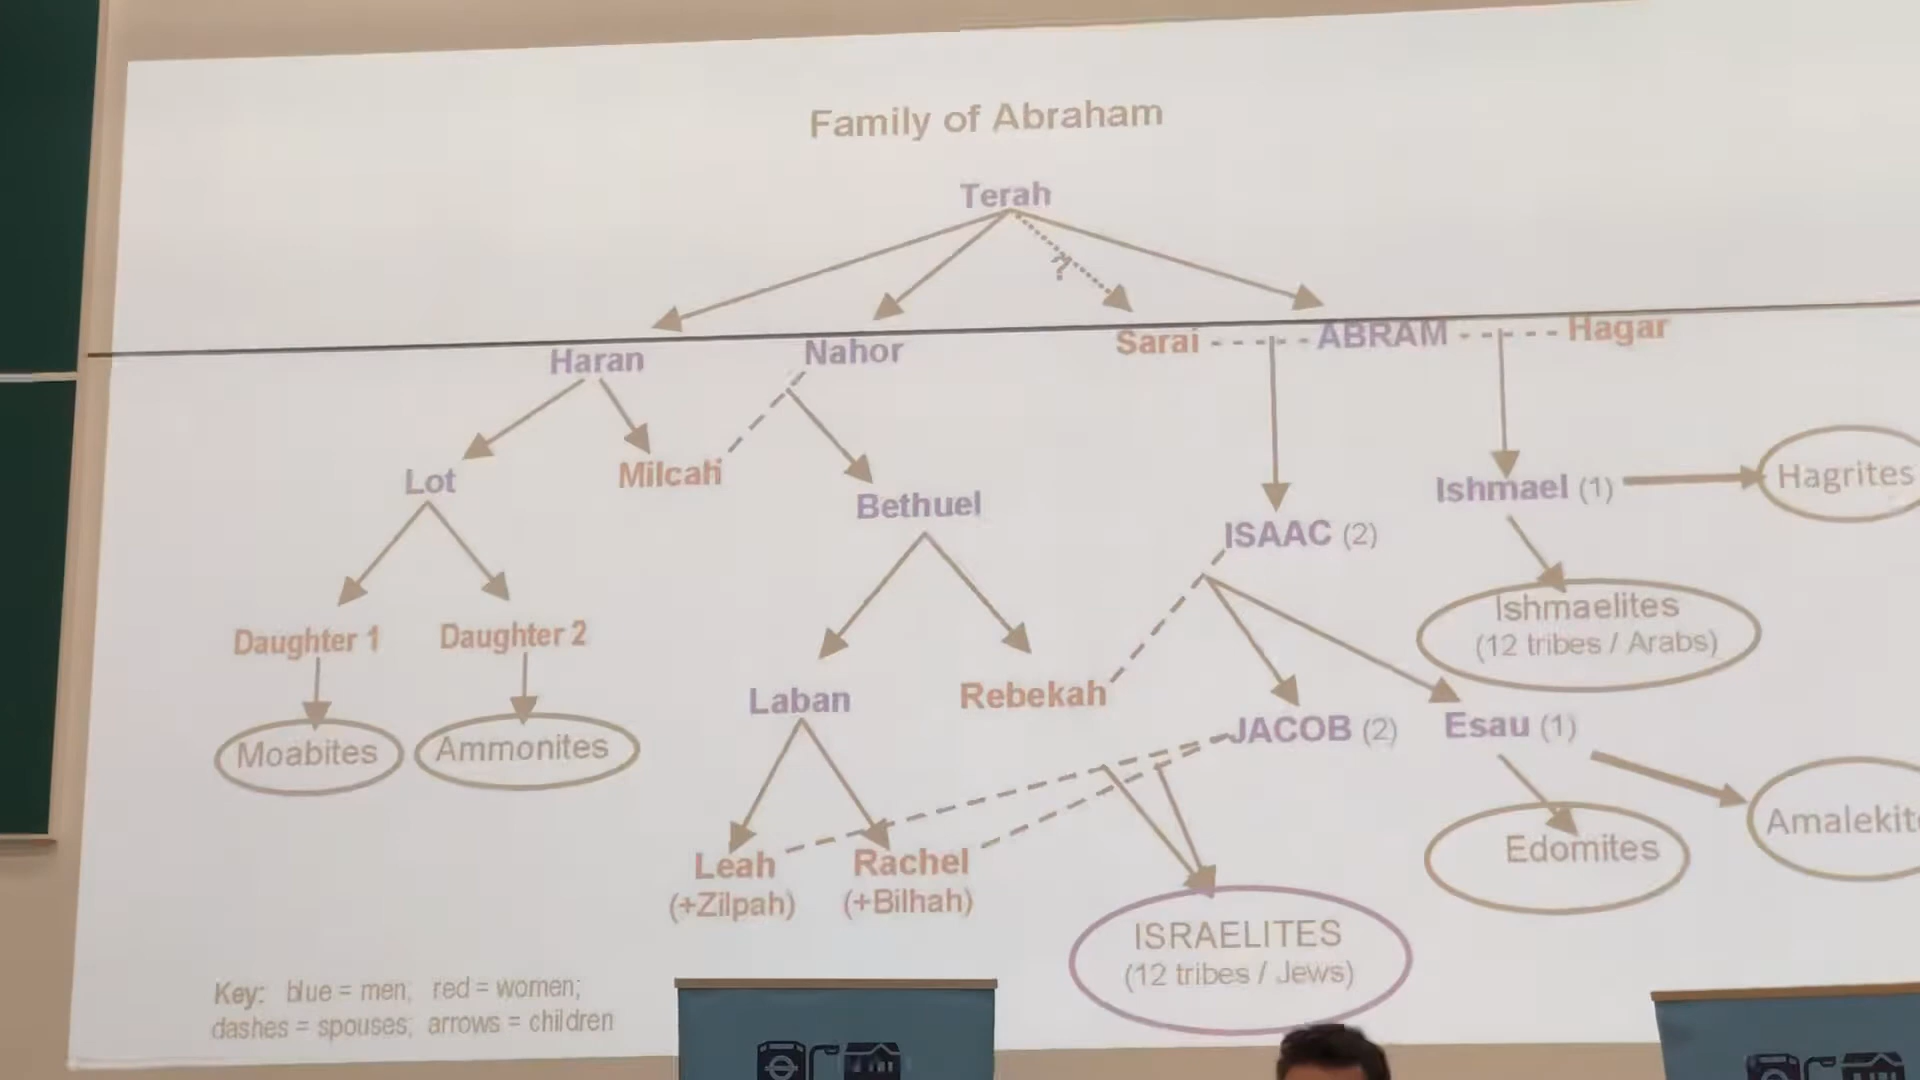 Family of Abraham
Terah
?
Haran
Nahor
Sarai
ABRAM
Hagar
Lot
Milcah
Bethuel
ISAAC (2)
Ishmael (1)
Hagrites
Daughter 1
Daughter 2
Ishmaelites
(12 tribes / Arabs)
Laban
Rebekah
JACOB (2)
Esau (1)
Moabites
Ammonites
Edomites
Leah
(+Zilpah)
Rachel
(+Bilhah)
ISRAELITES
(12 tribes / Jews)
Key: blue = men; red = women;
dashes = spouses; arrows = children